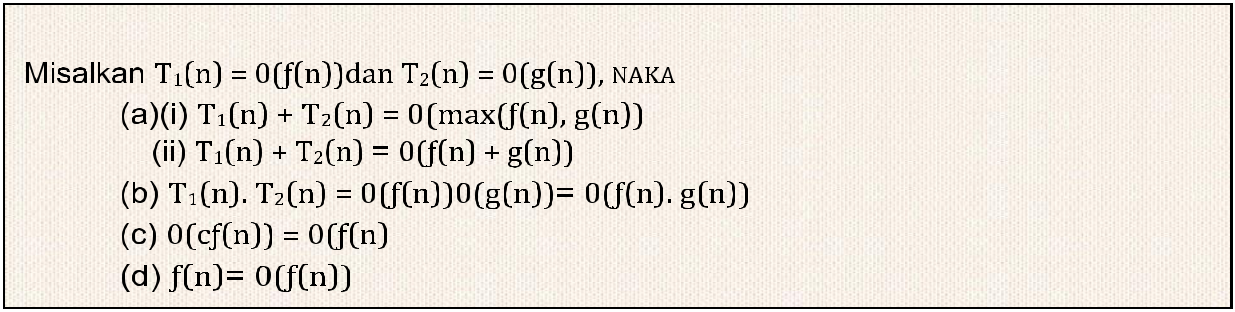 Misalkan T₁(n) = 0(f(n))dan T₂(n) = 0(g(n)), NAKA
(a)(i) T₁(n) + T₂(n) = 0(max(f(n), g(n))
(ii) T₁(n) + T₂(n) = 0(f(n) + g(n))
(b) T₁(n). T₂(n) = 0(f(n))0(g(n))= 0(f(n). g(n))
(c) 0(cf(n)) = 0(f(n)
(d) f(n)= 0(f(n))